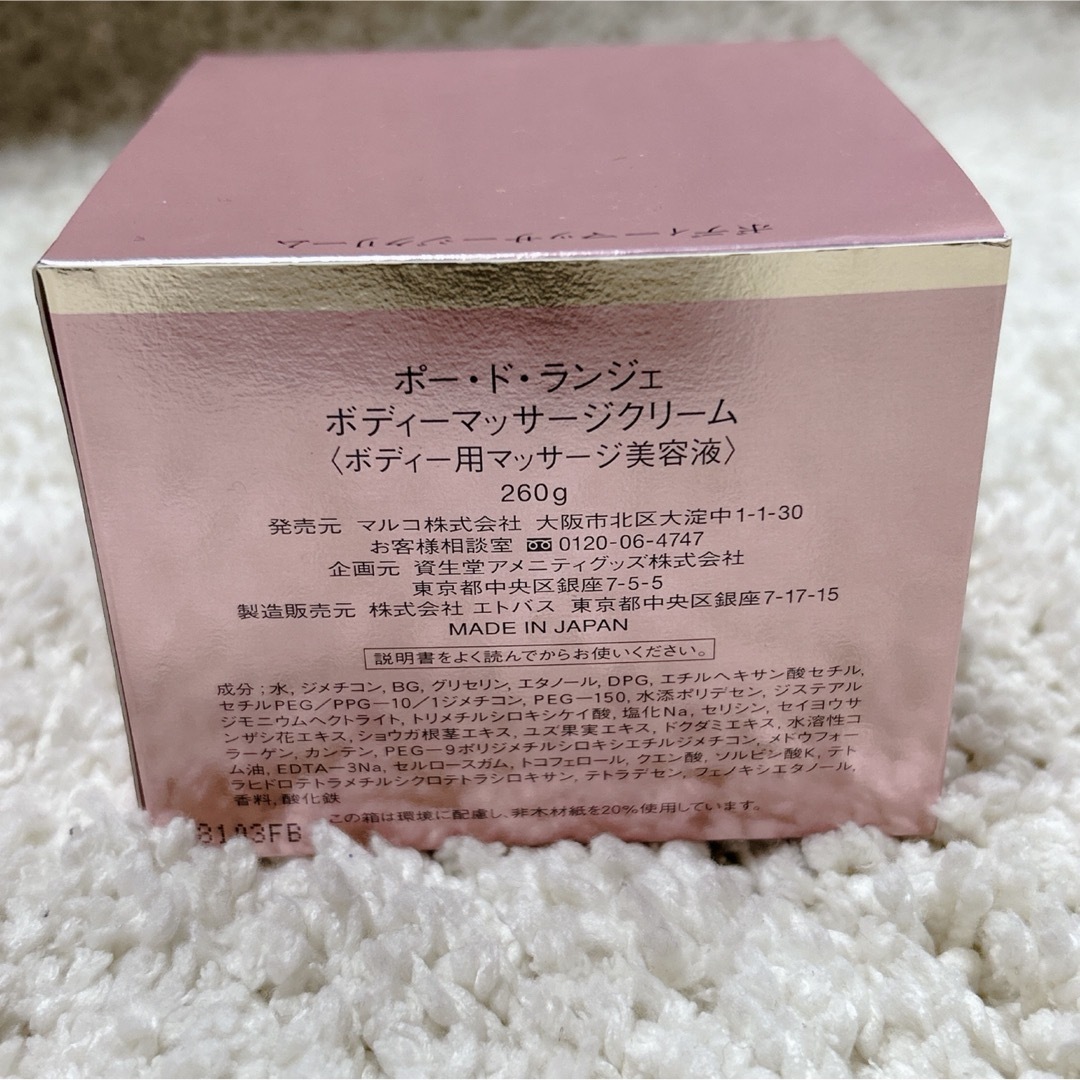 ボディーマッサージクリーム
ポー・ド・ランジェ
ボディーマッサージクリーム
〈ボディー用マッサージ美容液〉
260g
発売元 マルコ株式会社 大阪市北区大淀中1-1-30
お客様相談室 0120-06-4747
企画元 資生堂アメニティグッズ株式会社
東京都中央区銀座7-5-5
製造販売元 株式会社 エトバス 東京都中央区銀座7-17-15
MADE IN JAPAN
説明書をよく読んでからお使いください。
成分；水, ジメチコン, BG, グリセリン, エタノール, DPG, エチルヘキサン酸セチル,
セチルPEG/PPG-10/1ジメチコン, PEG-150, 水添ポリデセン, ジステアル
ジモニウムヘクトライト, トリメチルシロキシケイ酸, 塩化Na, セリシン, セイヨウサ
ンザシ花エキス, ショウガ根茎エキス, ユズ果実エキス, ドクダミエキス, 水溶性コ
ラーゲン, カンテン, PEG-9ポリジメチルシロキシエチルジメチコン, メドウフォー
ム油, EDTA-3Na, セルロースガム, トコフェロール, クエン酸, ソルビン酸K, テト
ラヒドロテトラメチルシクロテトラシロキサン, テトラデセン, フェノキシエタノール,
香料, 酸化鉄
この箱は環境に配慮し、非木材紙を20%使用しています。
8103FB